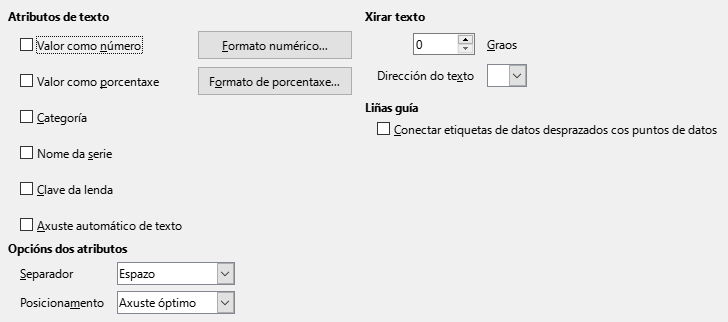 Atributos de texto
Valor como número
Formato numérico...
Valor como porcentaxe
Formato de porcentaxe...
Categoría
Nome da serie
Clave da lenda
Axuste automático de texto
Opcións dos atributos
Separador
Espazo
Posicionamento
Axuste óptimo
Xirar texto
0
Graos
Dirección do texto
Liñas guía
Conectar etiquetas de datos desprazados cos puntos de datos